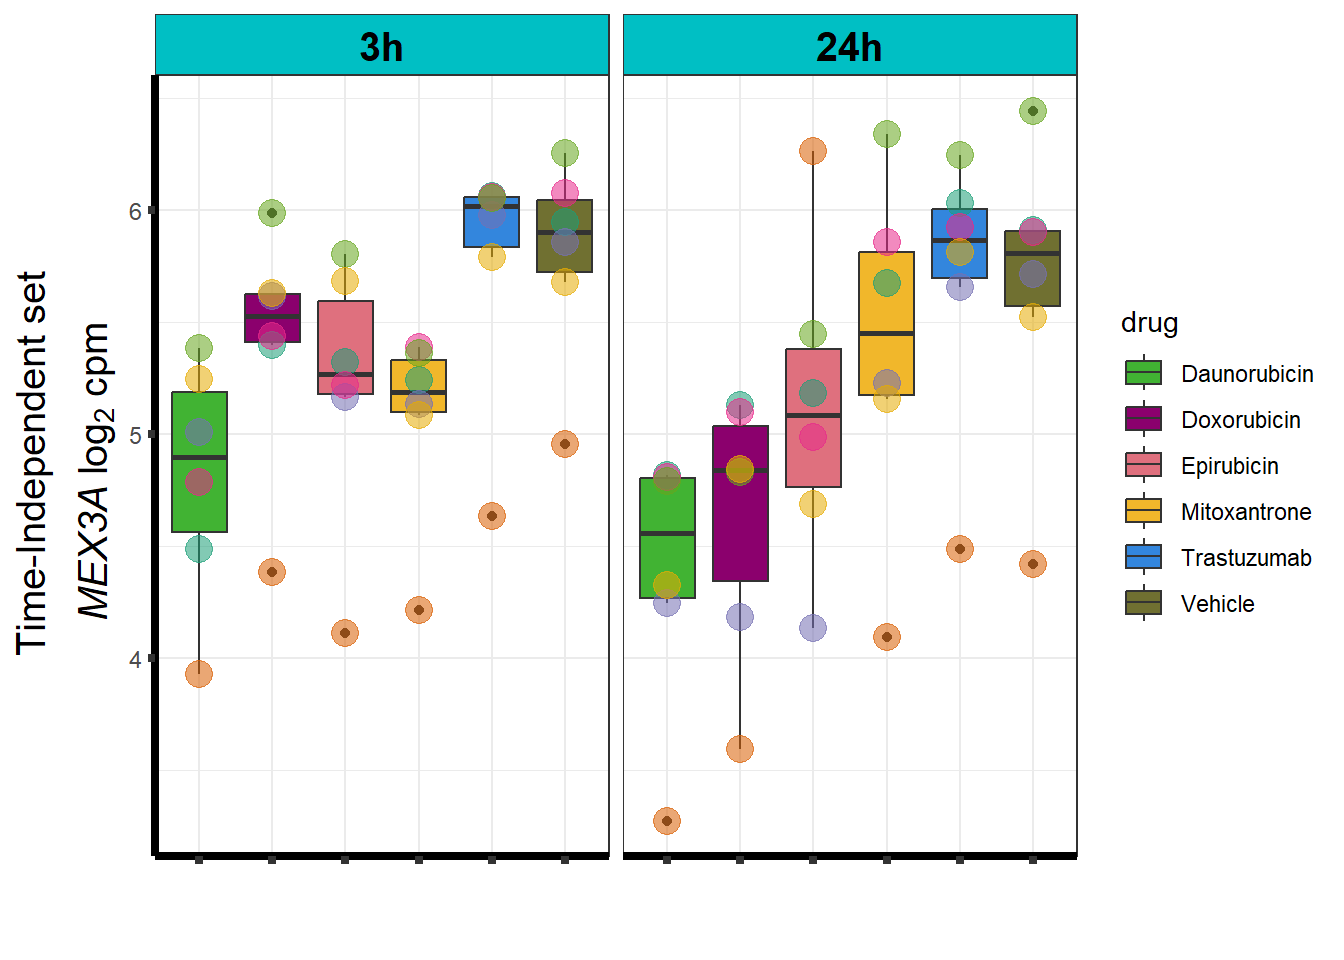 3h
24h
Time-Independent set
MEX3A log₂ cpm
6
5
4
drug
Daunorubicin
Doxorubicin
Epirubicin
Mitoxantrone
Trastuzumab
Vehicle